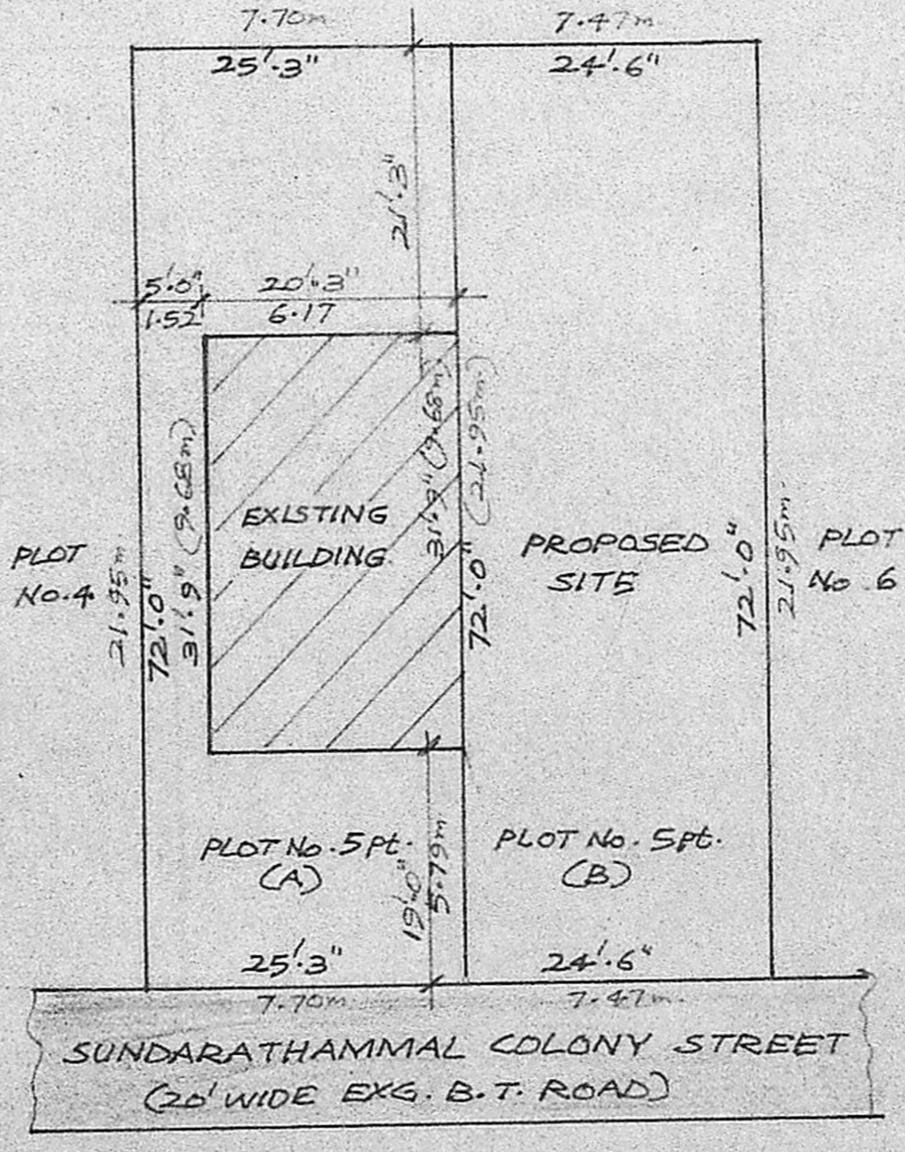 7.70m
7.47m
25'.3"
24'.6"
21'.3"
5'.0"
20'.3"
1.52
6.17
31'.9" (9.68m)
72'.0" (21.95m)
31'.9" (9.68m)
EXISTING
BUILDING
PROPOSED
SITE
PLOT
No.4
21.95m.
72'.0"
72'.0"
21.95m.
PLOT
No.6
PLOT No.5pt.
(A)
PLOT No.5pt.
(B)
19'.0"
5.79m
25'.3"
24'.6"
7.70m
7.47m.
SUNDARATHAMMAL COLONY STREET
(20' WIDE EXG. B.T. ROAD)